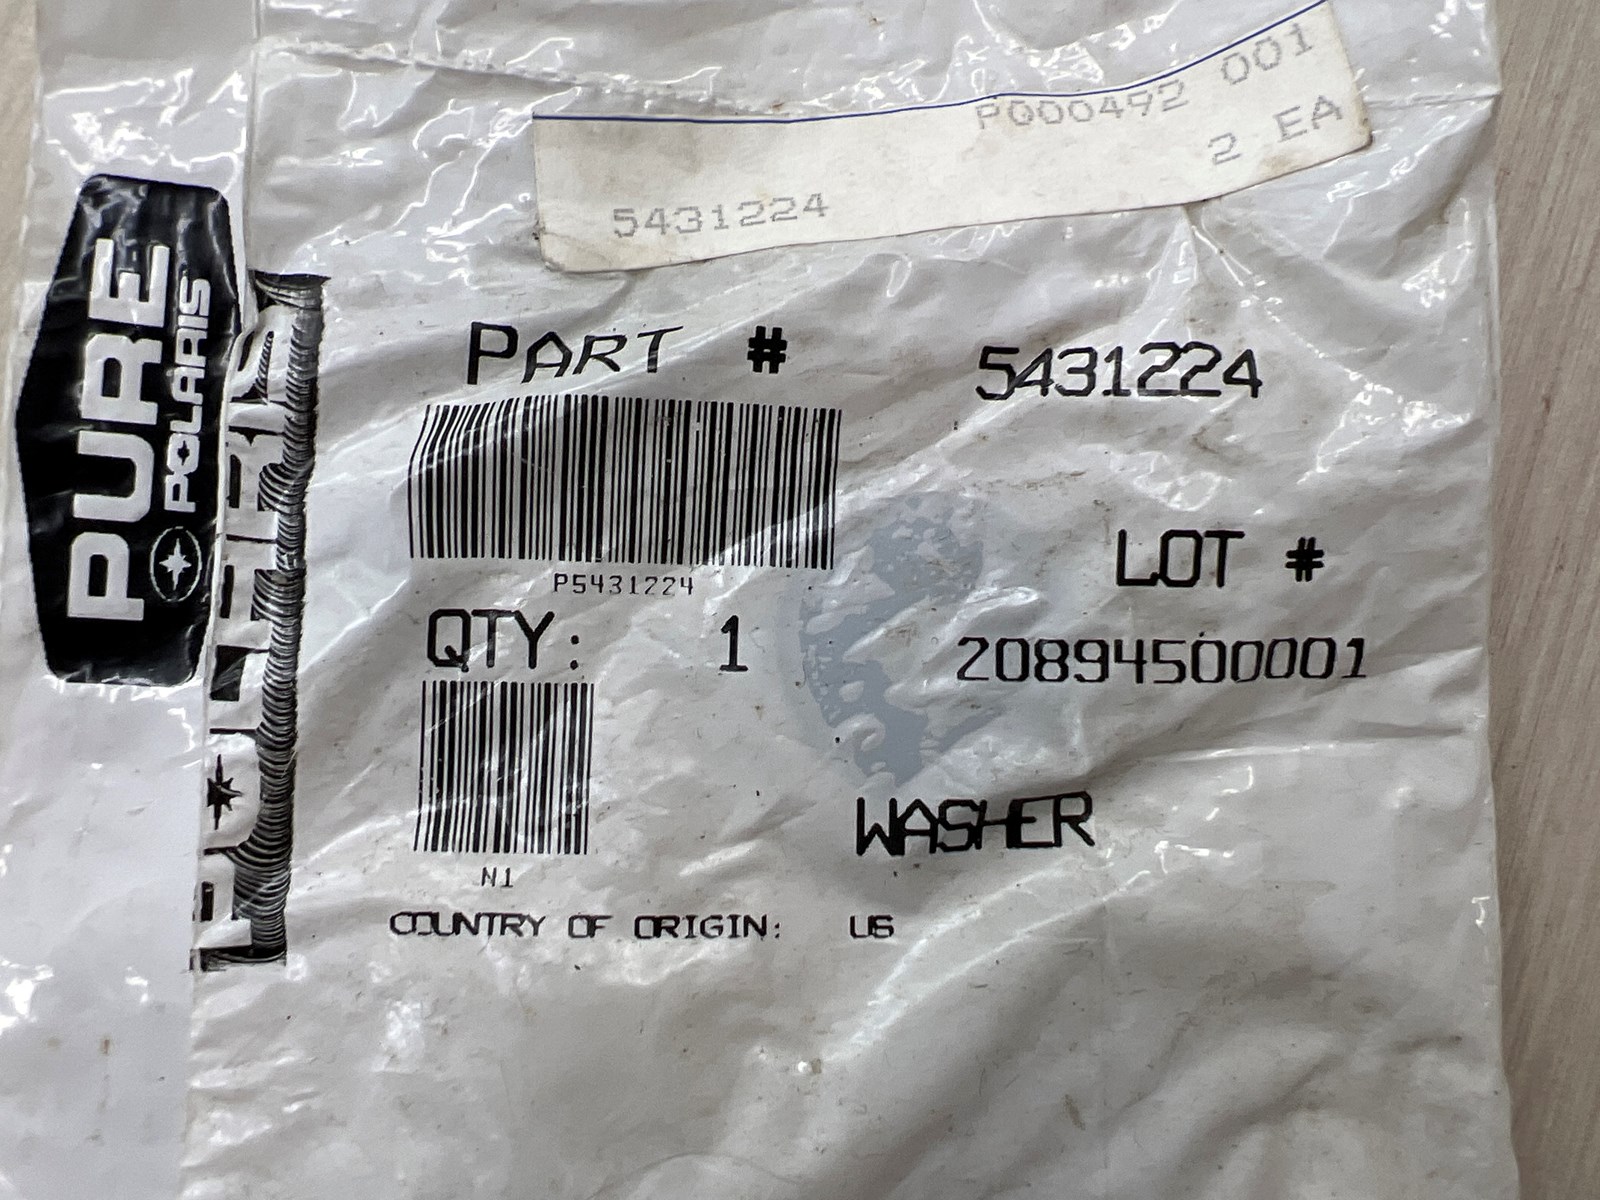 P000492 001
2 EA
5431224
PURE
POLARIS
POLARIS
PART # 5431224
P5431224
LOT #
QTY: 1
20894500001
WASHER
N1
COUNTRY OF ORIGIN: US